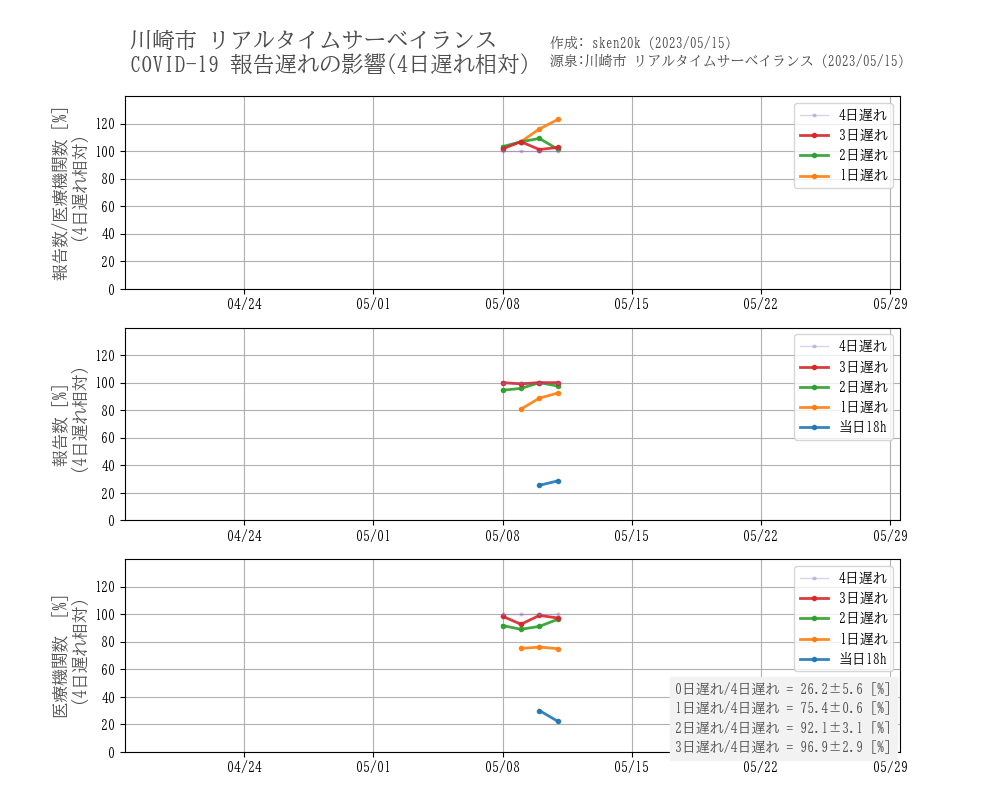 川崎市 リアルタイムサーベイランス
COVID-19 報告遅れの影響(4日遅れ相対)
作成: sken20k (2023/05/15)
源泉:川崎市 リアルタイムサーベイランス (2023/05/15)
報告数/医療機関数 [%]
(4日遅れ相対)
120
100
80
60
40
20
0
4日遅れ
3日遅れ
2日遅れ
1日遅れ
04/24 05/01 05/08 05/15 05/22 05/29
報告数 [%]
(4日遅れ相対)
120
100
80
60
40
20
0
4日遅れ
3日遅れ
2日遅れ
1日遅れ
当日18h
04/24 05/01 05/08 05/15 05/22 05/29
医療機関数 [%]
(4日遅れ相対)
120
100
80
60
40
20
0
4日遅れ
3日遅れ
2日遅れ
1日遅れ
当日18h
0日遅れ/4日遅れ = 26.2±5.6 [%]
1日遅れ/4日遅れ = 75.4±0.6 [%]
2日遅れ/4日遅れ = 92.1±3.1 [%]
3日遅れ/4日遅れ = 96.9±2.9 [%]
04/24 05/01 05/08 05/15 05/22 05/29